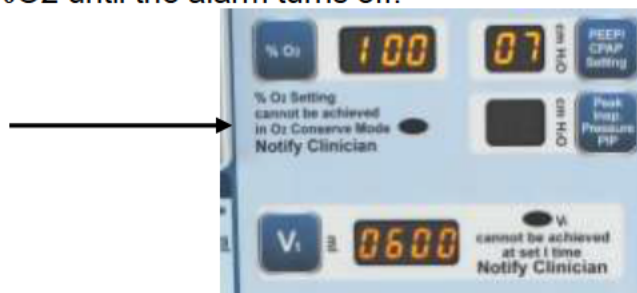 O2 until the alarm turns off.
% O2
100
07
cm H2O
PEEP/
CPAP
Setting
% O2 Setting
cannot be achieved
in O2 Conserve Mode
Notify Clinician
cm H2O
Peak
Insp.
Pressure
PIP
Vt
ml
0600
Vt
cannot be achieved
at set I time
Notify Clinician